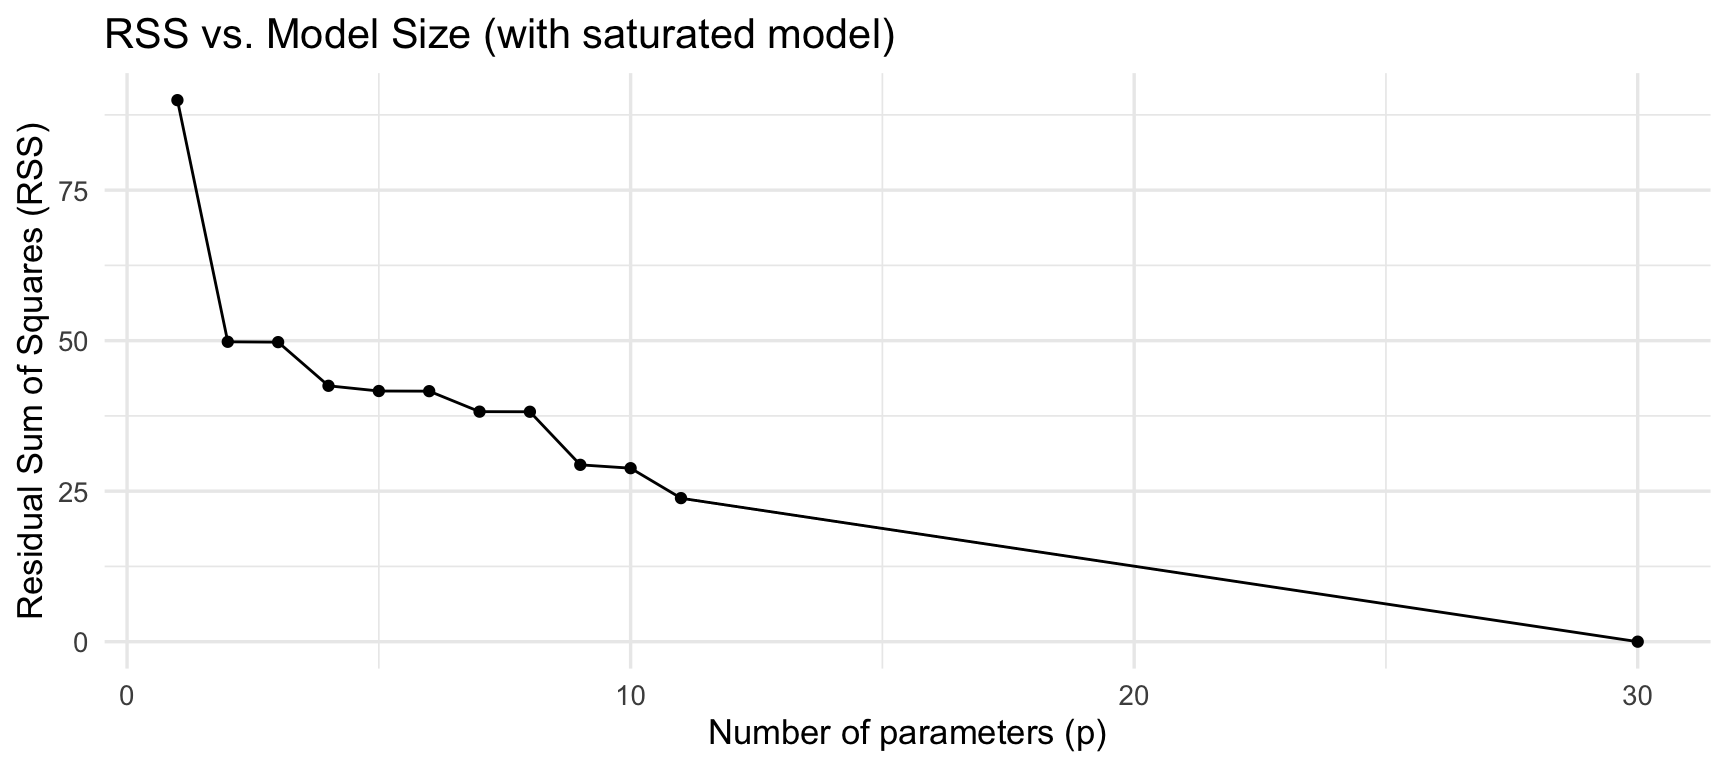 RSS vs. Model Size (with saturated model)
Residual Sum of Squares (RSS)
75
50
25
0
0 10 20 30
Number of parameters (p)